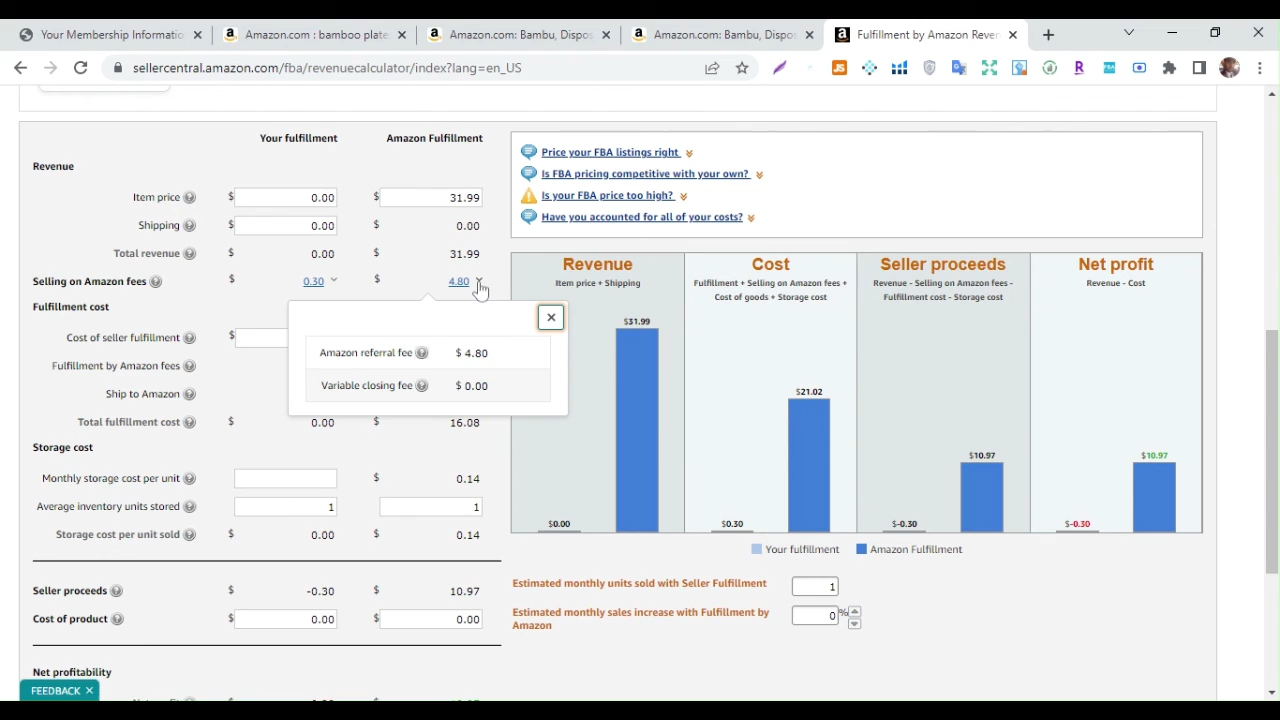 Your Membership Informatio
Amazon.com : bamboo plate
Amazon.com: Bambu, Dispos
Amazon.com: Bambu, Dispo
Fulfillment by Amazon Reven
sellercentral.amazon.com/fba/revenuecalculator/index?lang=en_US
Your fulfillment Amazon Fulfillment
Revenue
Item price $ 0.00 $ 31.99
Shipping $ 0.00 $ 0.00
Total revenue $ 0.00 $ 31.99
Selling on Amazon fees $ 0.30 $ 4.80
Fulfillment cost
Cost of seller fulfillment $
Fulfillment by Amazon fees
Ship to Amazon
Total fulfillment cost $ 0.00 $ 16.08
Amazon referral fee $ 4.80
Variable closing fee $ 0.00
Storage cost
Monthly storage cost per unit $ 0.14
Average inventory units stored 1 1
Storage cost per unit sold $ 0.00 $ 0.14
Seller proceeds $ -0.30 $ 10.97
Cost of product $ 0.00 $ 0.00
Net profitability
FEEDBACK ×
Price your FBA listings right
Is FBA pricing competitive with your own?
Is your FBA price too high?
Have you accounted for all of your costs?
Revenue
Item price + Shipping
$31.99
$0.00
Cost
Fulfillment + Selling on Amazon fees +
Cost of goods + Storage cost
$21.02
$0.30
Seller proceeds
Revenue - Selling on Amazon fees -
Fulfillment cost - Storage cost
$10.97
$-0.30
Net profit
Revenue - Cost
$10.97
$-0.30
Your fulfillment Amazon Fulfillment
Estimated monthly units sold with Seller Fulfillment 1
Estimated monthly sales increase with Fulfillment by
Amazon 0 %